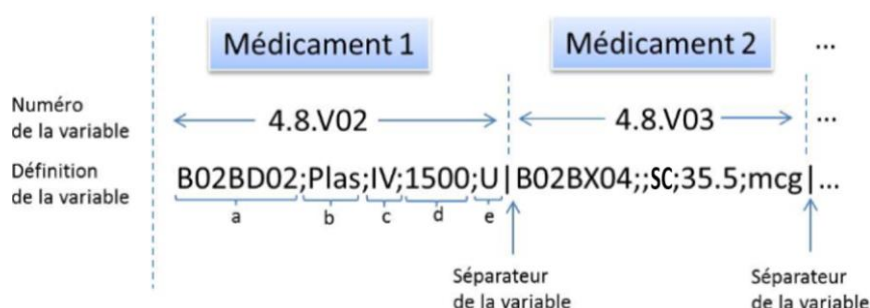 Médicament 1 Médicament 2 ...
Numéro
de la variable
4.8.V02 4.8.V03 ...
Définition
de la variable
B02BD02;Plas;IV;1500;U|B02BX04;;SC;35.5;mcg|...
a b c d e
Séparateur
de la variable
Séparateur
de la variable